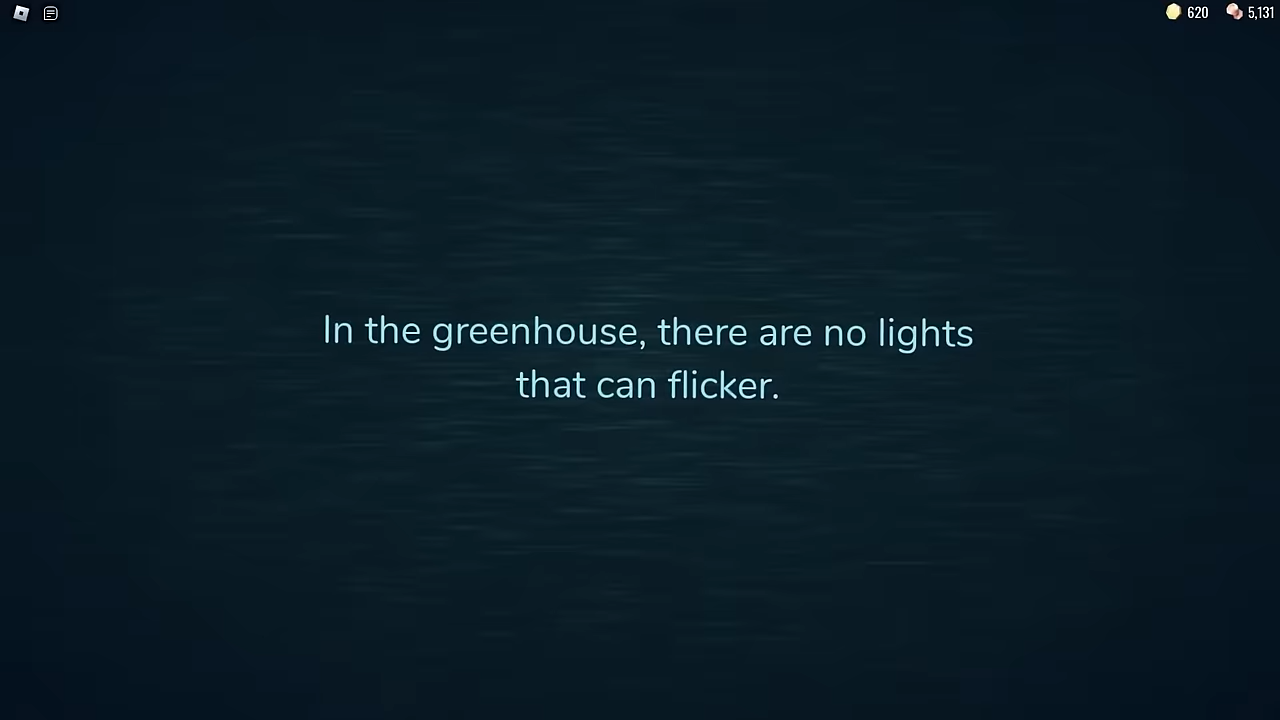 620 5,131
In the greenhouse, there are no lights
that can flicker.